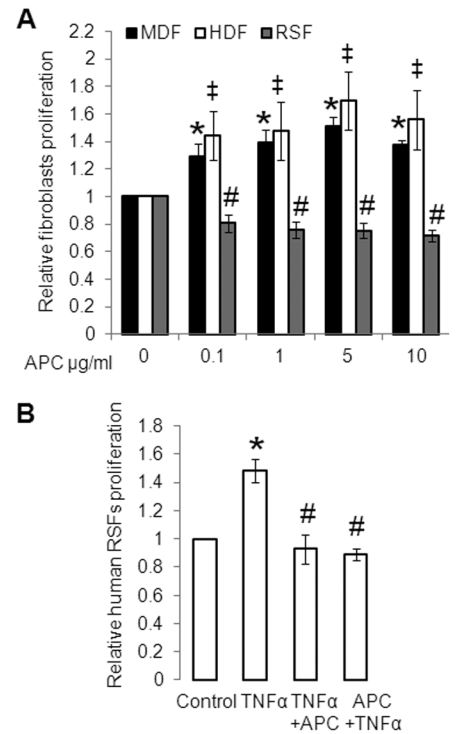 A
MDF HDF RSF
Relative fibroblasts proliferation
2.2
2
1.8
1.6
1.4
1.2
1
0.8
0.6
0.4
0.2
0
* ‡ #
* ‡ #
* ‡ #
* ‡ #
APC µg/ml 0 0.1 1 5 10
B
Relative human RSFs proliferation
1.8
1.6
1.4
1.2
1
0.8
0.6
0.4
0.2
0
* # #
Control TNFα TNFα APC
+APC +TNFα